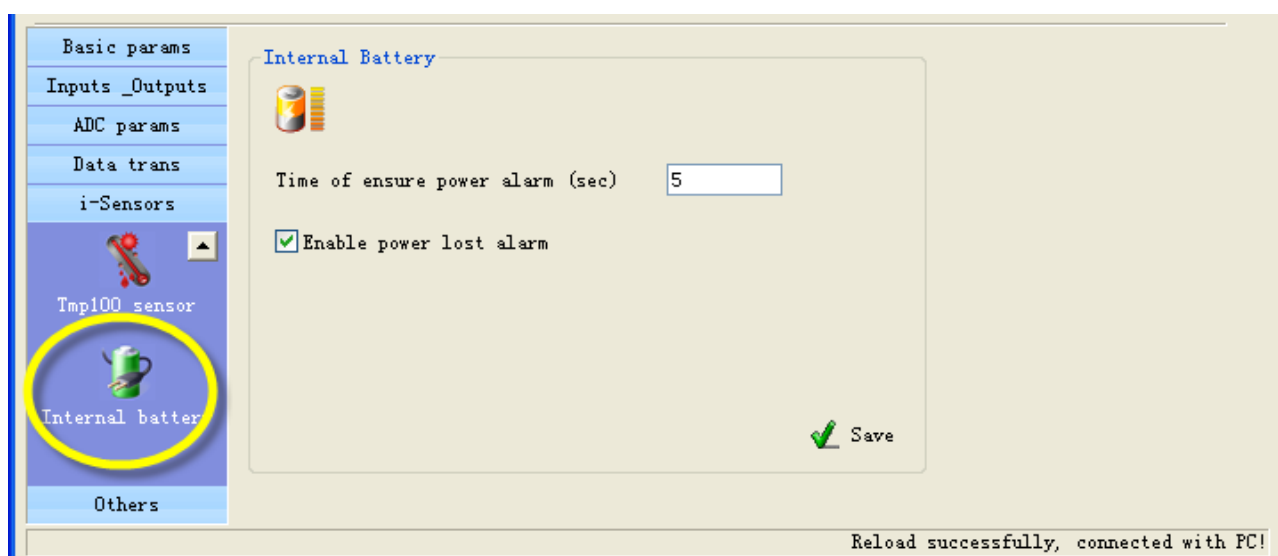 Basic params
Inputs _Outputs
ADC params
Data trans
i-Sensors
Tmp100 sensor
Internal batter
Others
Internal Battery
Time of ensure power alarm (sec) 5
Enable power lost alarm
Save
Reload successfully, connected with PC!